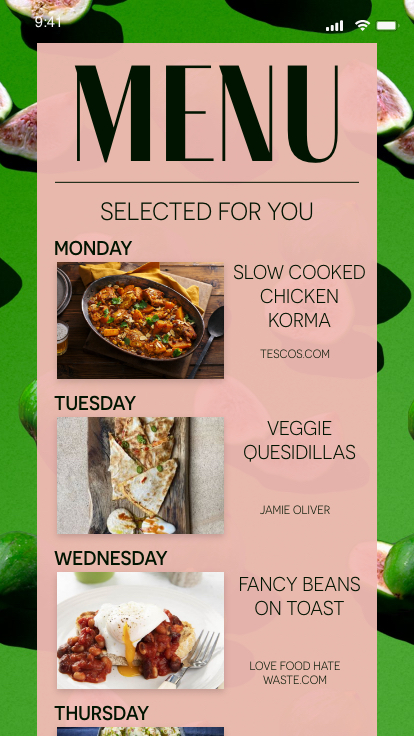 9:41
MENU
SELECTED FOR YOU
MONDAY
SLOW COOKED
CHICKEN
KORMA
TESCOS.COM
TUESDAY
VEGGIE
QUESIDILLAS
JAMIE OLIVER
WEDNESDAY
FANCY BEANS
ON TOAST
LOVE FOOD HATE
WASTE.COM
THURSDAY